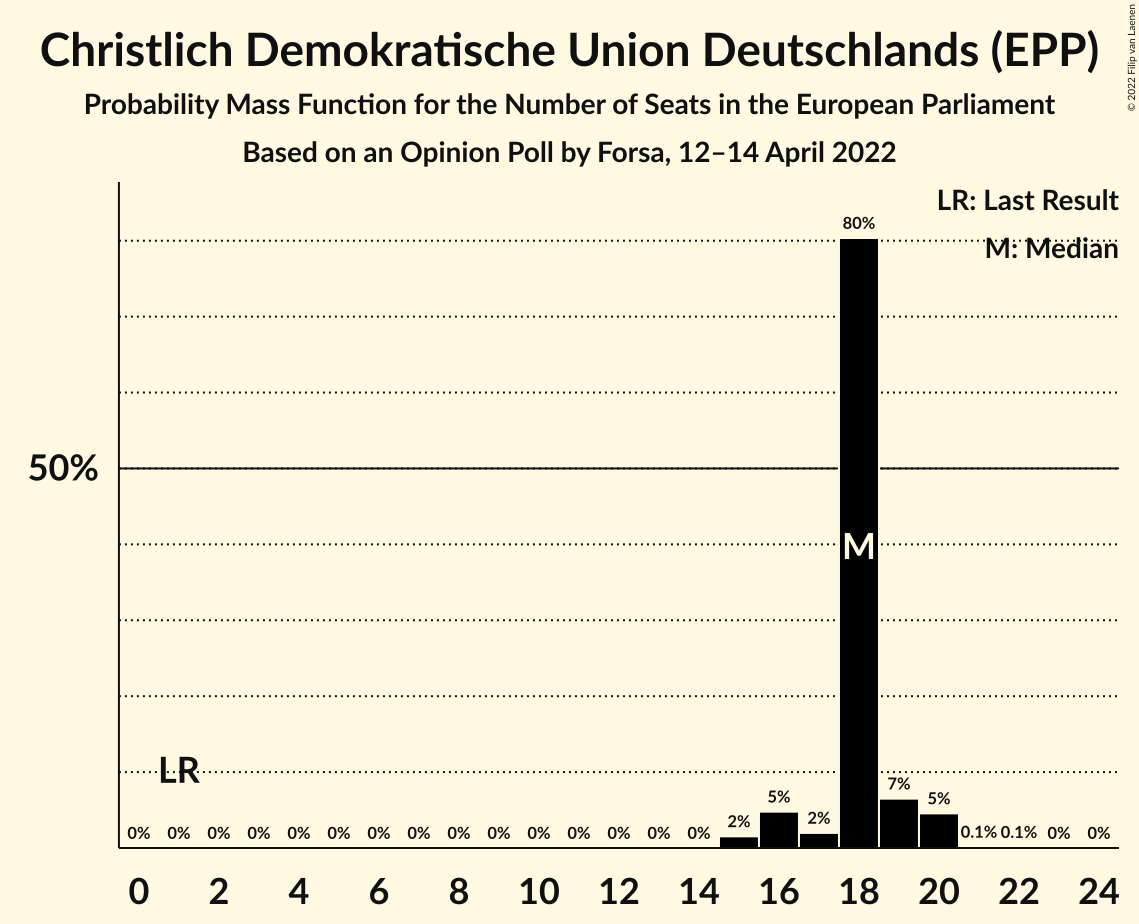 Christlich Demokratische Union Deutschlands (EPP)
Probability Mass Function for the Number of Seats in the European Parliament
Based on an Opinion Poll by Forsa, 12–14 April 2022
© 2022 Filip van Laenen
LR: Last Result
M: Median
80%
50%
M
LR
0% 0% 0% 0% 0% 0% 0% 0% 0% 0% 0% 0% 0% 0% 0% 2% 5% 2% 7% 5% 0.1% 0.1% 0% 0%
0 2 4 6 8 10 12 14 16 18 20 22 24